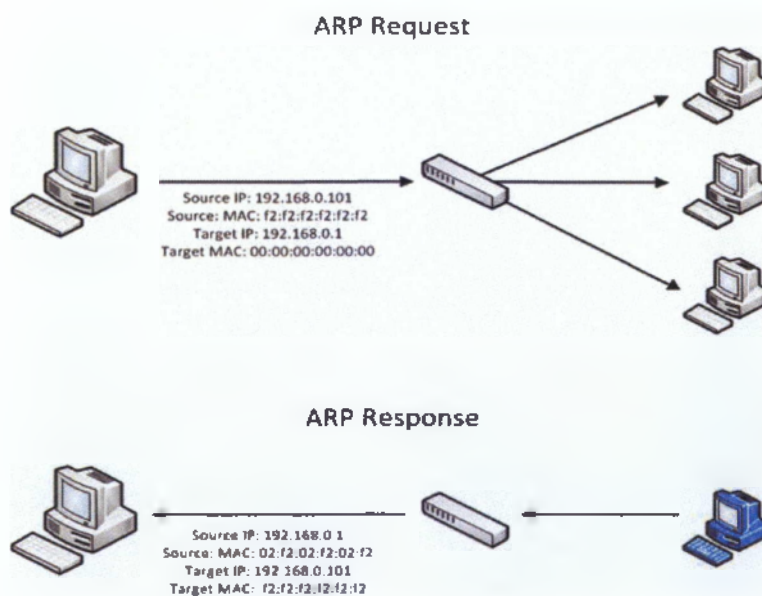 ARP Request
Source IP: 192.168.0.101
Source: MAC: f2:f2:f2:f2:f2:f2
Target IP: 192.168.0.1
Target MAC: 00:00:00:00:00:00
ARP Response
Source IP: 192.168.0.1
Source: MAC: 02:f2:02:f2:02:f2
Target IP: 192.168.0.101
Target MAC: f2:f2:f2:f2:f2:f2